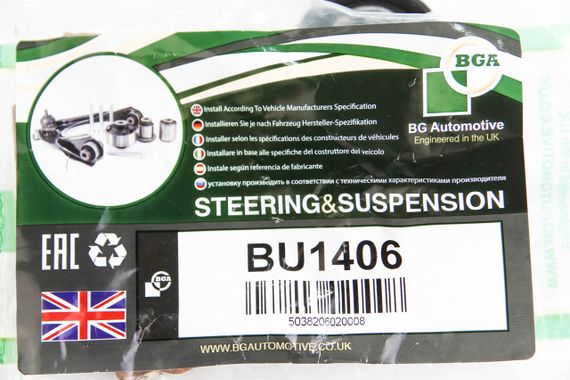 BGA
BG Automotive
Engineered in the UK
Install According To Vehicle Manufacturers Specification
Installieren Sie je nach Fahrzeug Hersteller-Spezifikation
Installer selon les spécifications des constructeurs de véhicules
Installare in base alle specifiche del costruttore del veicolo
Instale según referencia de fabricante
установку производить в соответствии с техническими характеристиками производителя
STEERING&SUSPENSION
EAC
BU1406
BGA
5038206020008
WWW.BGAUTOMOTIVE.CO.UK